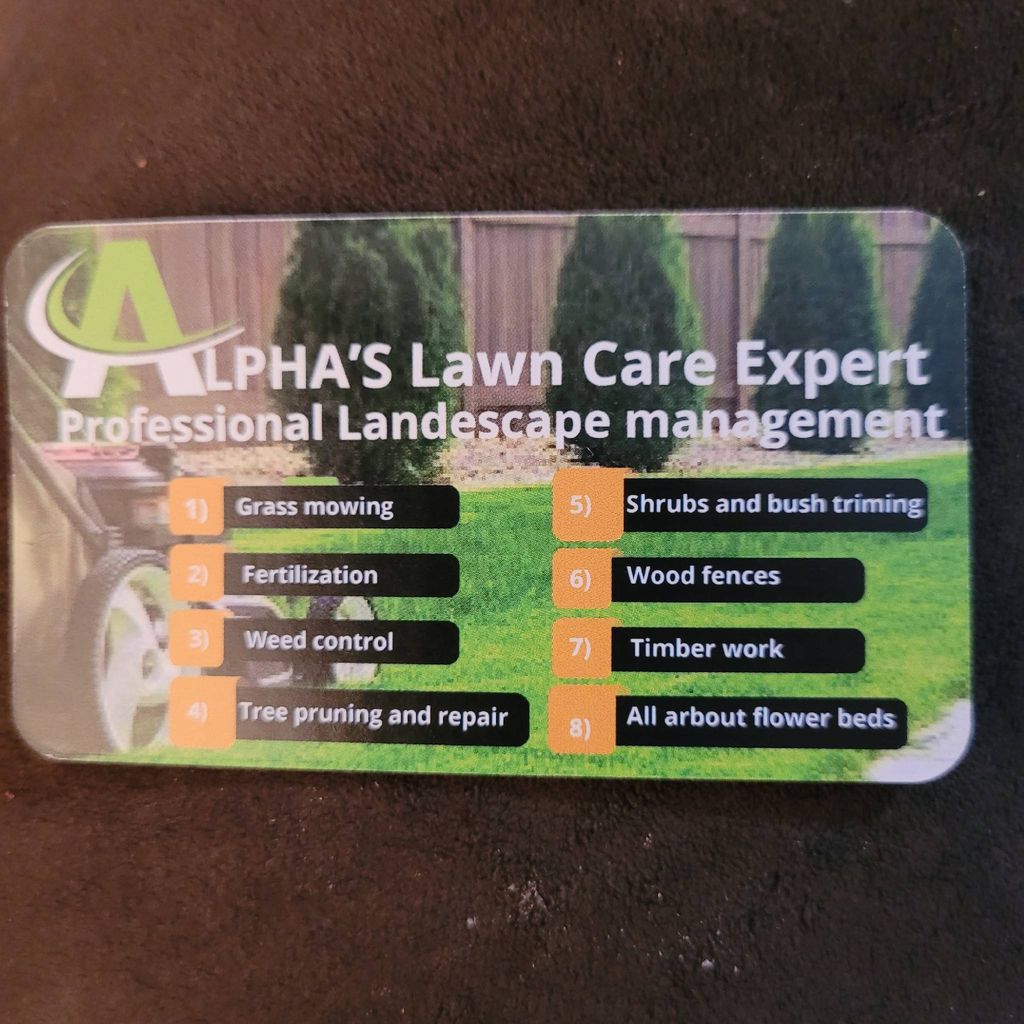 ALPHA'S Lawn Care Expert
Professional Landscape management
1) Grass mowing
2) Fertilization
3) Weed control
4) Tree pruning and repair
5) Shrubs and bush triming
6) Wood fences
7) Timber work
8) All arbout flower beds